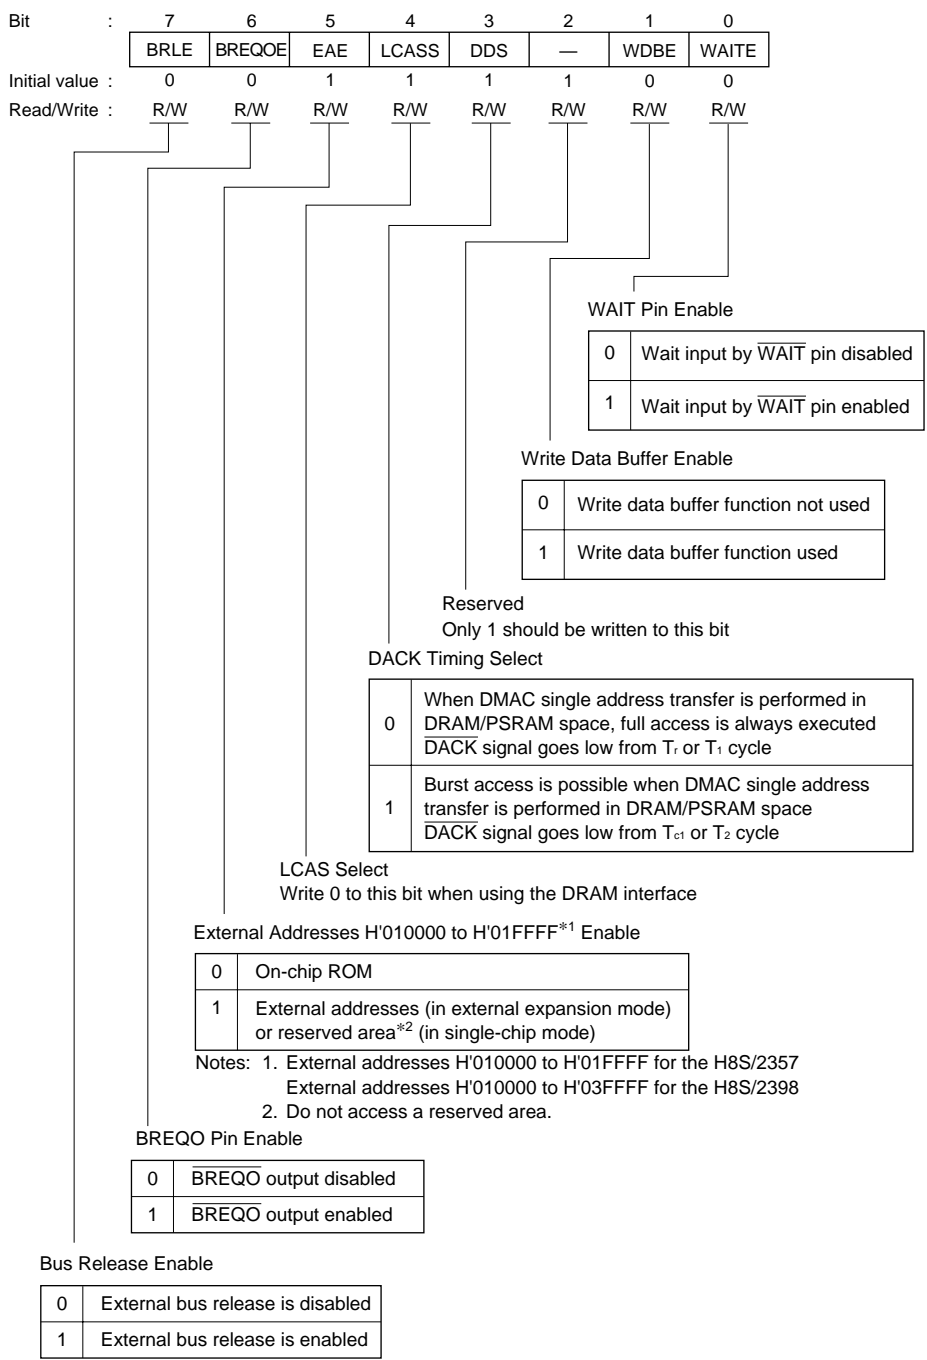 Bit : 7 6 5 4 3 2 1 0
BRLE BREQOE EAE LCASS DDS — WDBE WAITE
Initial value : 0 0 1 1 1 1 0 0
Read/Write : R/W R/W R/W R/W R/W R/W R/W R/W
WAIT Pin Enable
0 Wait input by WAIT pin disabled
1 Wait input by WAIT pin enabled
Write Data Buffer Enable
0 Write data buffer function not used
1 Write data buffer function used
Reserved
Only 1 should be written to this bit
DACK Timing Select
When DMAC single address transfer is performed in
0 DRAM/PSRAM space, full access is always executed
DACK signal goes low from Tr or T1 cycle
Burst access is possible when DMAC single address
1 transfer is performed in DRAM/PSRAM space
DACK signal goes low from Tc1 or T2 cycle
LCAS Select
Write 0 to this bit when using the DRAM interface
External Addresses H'010000 to H'01FFFF*1 Enable
0 On-chip ROM
1 External addresses (in external expansion mode)
or reserved area*2 (in single-chip mode)
Notes: 1. External addresses H'010000 to H'01FFFF for the H8S/2357
External addresses H'010000 to H'03FFFF for the H8S/2398
2. Do not access a reserved area.
BREQO Pin Enable
0 BREQO output disabled
1 BREQO output enabled
Bus Release Enable
0 External bus release is disabled
1 External bus release is enabled